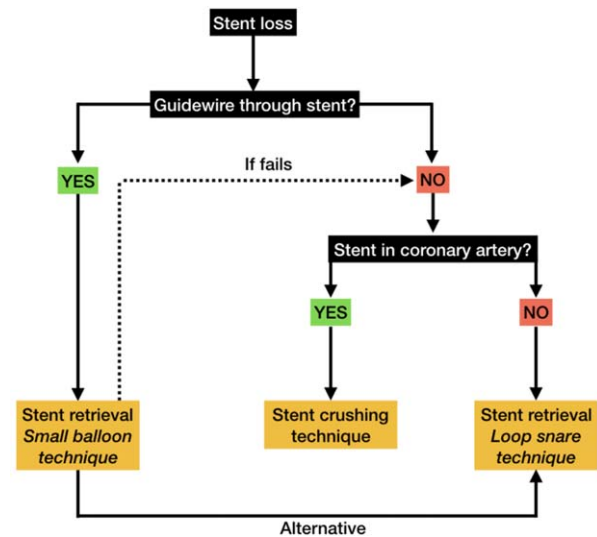 Stent loss
Guidewire through stent?
If fails
YES
NO
Stent in coronary artery?
YES
NO
Stent retrieval
Small balloon
technique
Stent crushing
technique
Stent retrieval
Loop snare
technique
Alternative